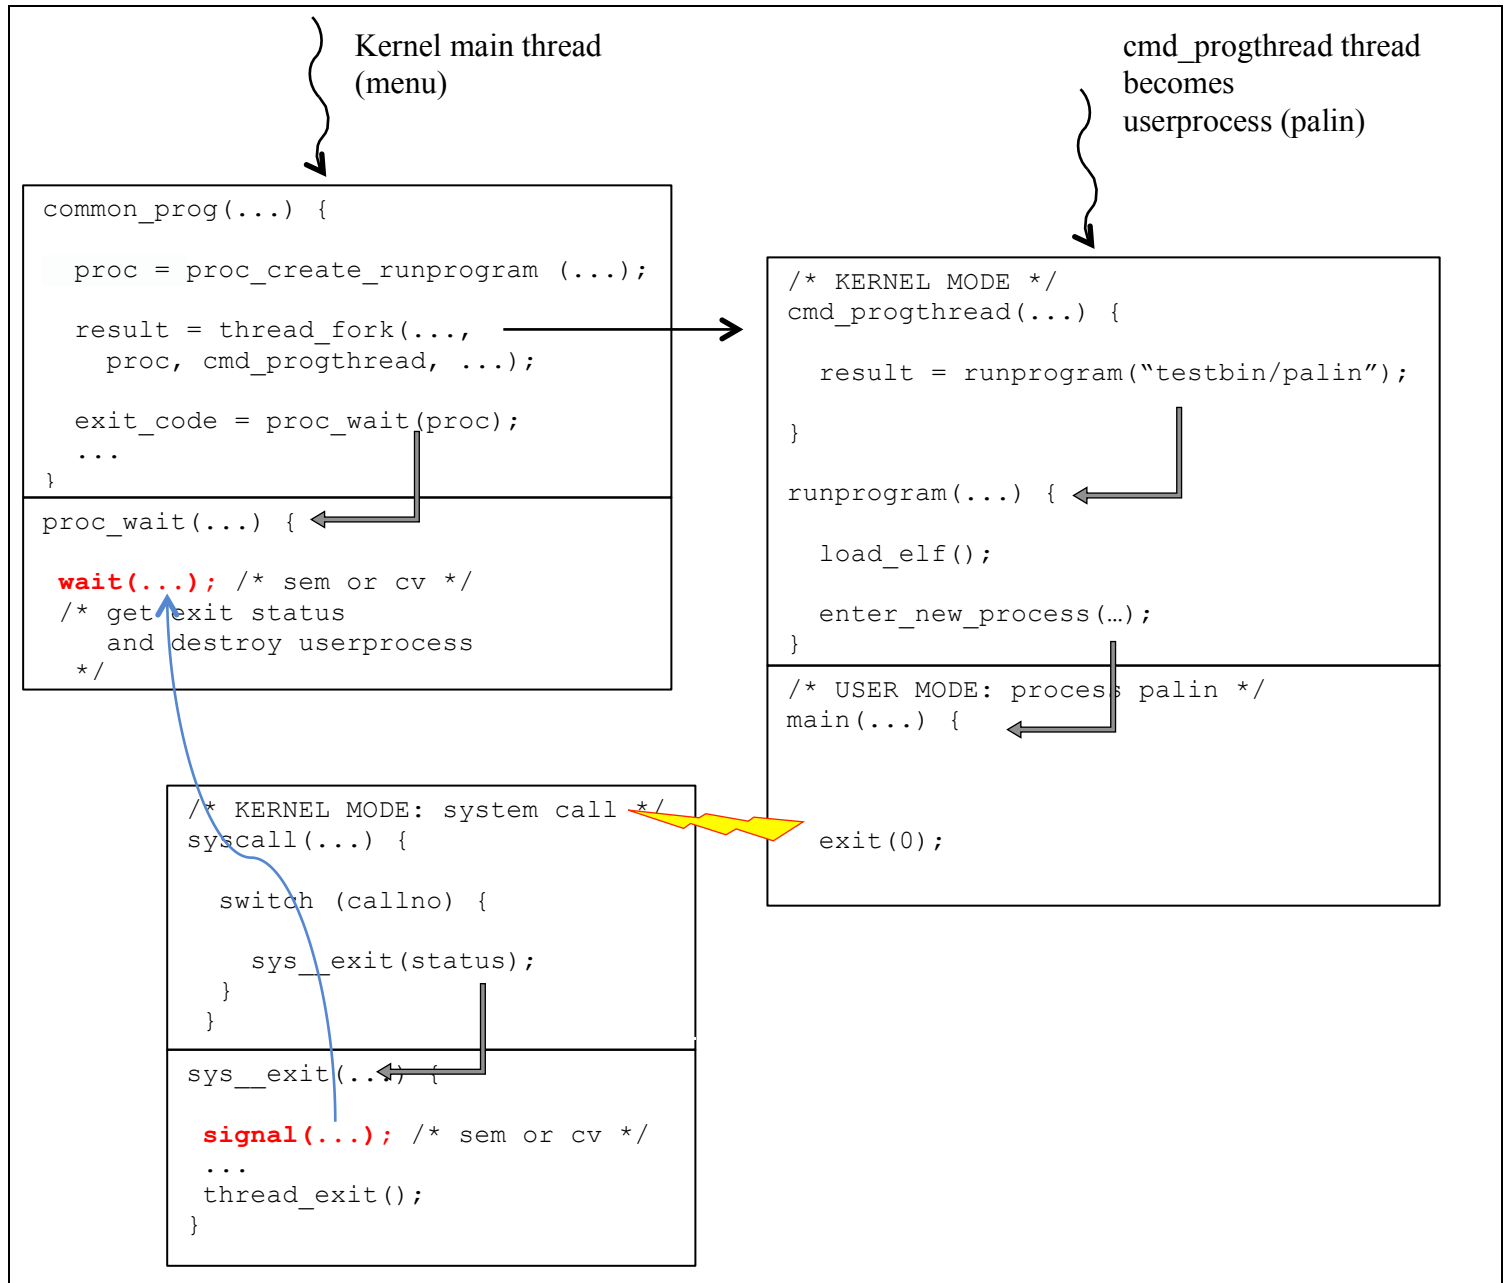 Kernel main thread
(menu)
cmd_progthread thread
becomes
userprocess (palin)
common_prog(...) {
proc = proc_create_runprogram (...);
result = thread_fork(...,
proc, cmd_progthread, ...);
exit_code = proc_wait(proc);
...
}
proc_wait(...) {
wait(...); /* sem or cv */
/* get exit status
and destroy userprocess
*/
/* KERNEL MODE */
cmd_progthread(...) {
result = runprogram(“testbin/palin”);
}
runprogram(...) {
load_elf();
enter_new_process(…);
}
/* USER MODE: process palin */
main(...) {
exit(0);
/* KERNEL MODE: system call */
syscall(...) {
switch (callno) {
sys__exit(status);
}
}
sys__exit(...) {
signal(...); /* sem or cv */
...
thread_exit();
}